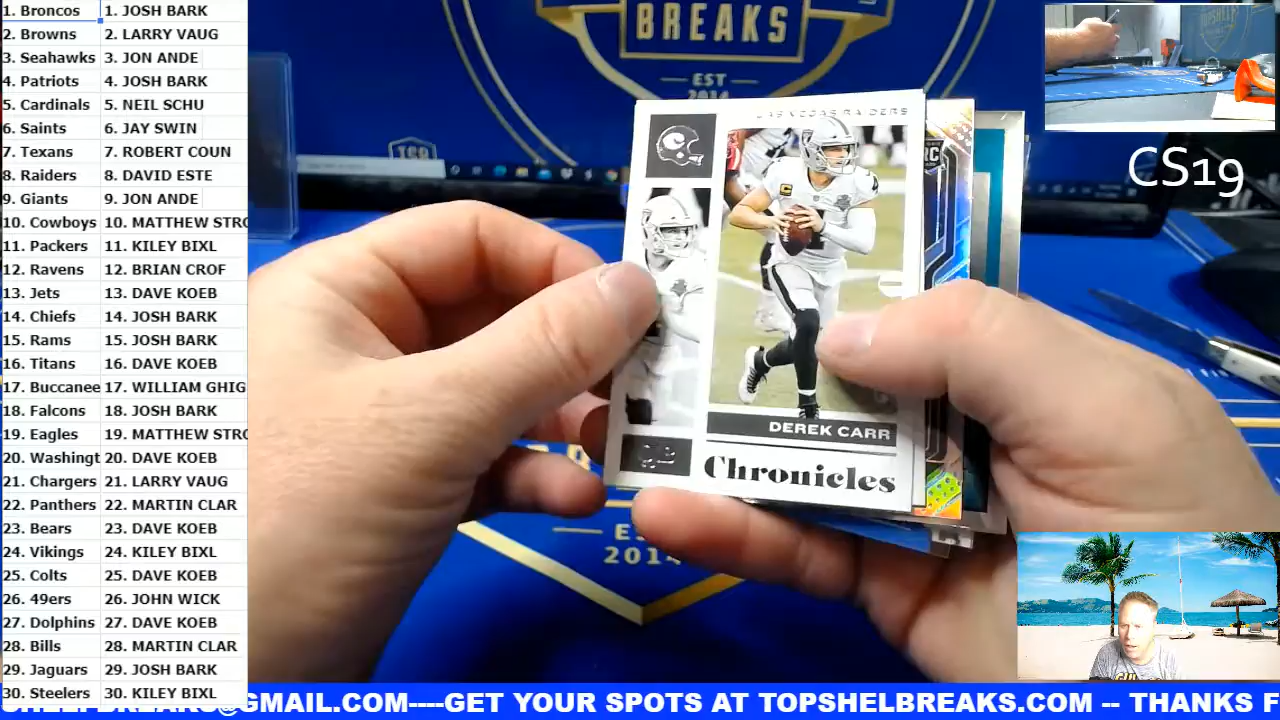 1. Broncos 1. JOSH BARK
2. Browns 2. LARRY VAUG
3. Seahawks 3. JON ANDE
4. Patriots 4. JOSH BARK
5. Cardinals 5. NEIL SCHU
6. Saints 6. JAY SWIN
7. Texans 7. ROBERT COUN
8. Raiders 8. DAVID ESTE
9. Giants 9. JON ANDE
10. Cowboys 10. MATTHEW STRO
11. Packers 11. KILEY BIXL
12. Ravens 12. BRIAN CROF
13. Jets 13. DAVE KOEB
14. Chiefs 14. JOSH BARK
15. Rams 15. JOSH BARK
16. Titans 16. DAVE KOEB
17. Buccanee 17. WILLIAM GHIG
18. Falcons 18. JOSH BARK
19. Eagles 19. MATTHEW STRO
20. Washingt 20. DAVE KOEB
21. Chargers 21. LARRY VAUG
22. Panthers 22. MARTIN CLAR
23. Bears 23. DAVE KOEB
24. Vikings 24. KILEY BIXL
25. Colts 25. DAVE KOEB
26. 49ers 26. JOHN WICK
27. Dolphins 27. DAVE KOEB
28. Bills 28. MARTIN CLAR
29. Jaguars 29. JOSH BARK
30. Steelers 30. KILEY BIXL
BREAKS
EST
2014
LAS VEGAS RAIDERS
RC
DEREK CARR
Chronicles
2014
TOPSHELF
CS19
@GMAIL.COM----GET YOUR SPOTS AT TOPSHELBREAKS.COM -- THANKS F